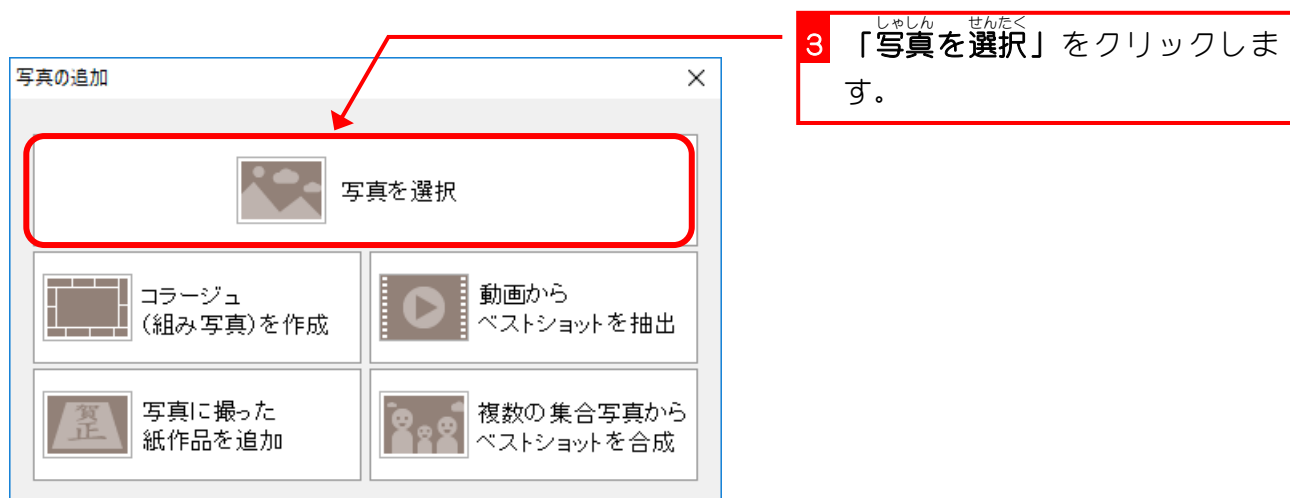 しゃしん せんたく
3 「写真を選択」をクリックしま
す。
写真の追加
写真を選択
コラージュ
(組み写真)を作成
動画から
ベストショットを抽出
賀正
写真に撮った
紙作品を追加
複数の集合写真から
ベストショットを合成